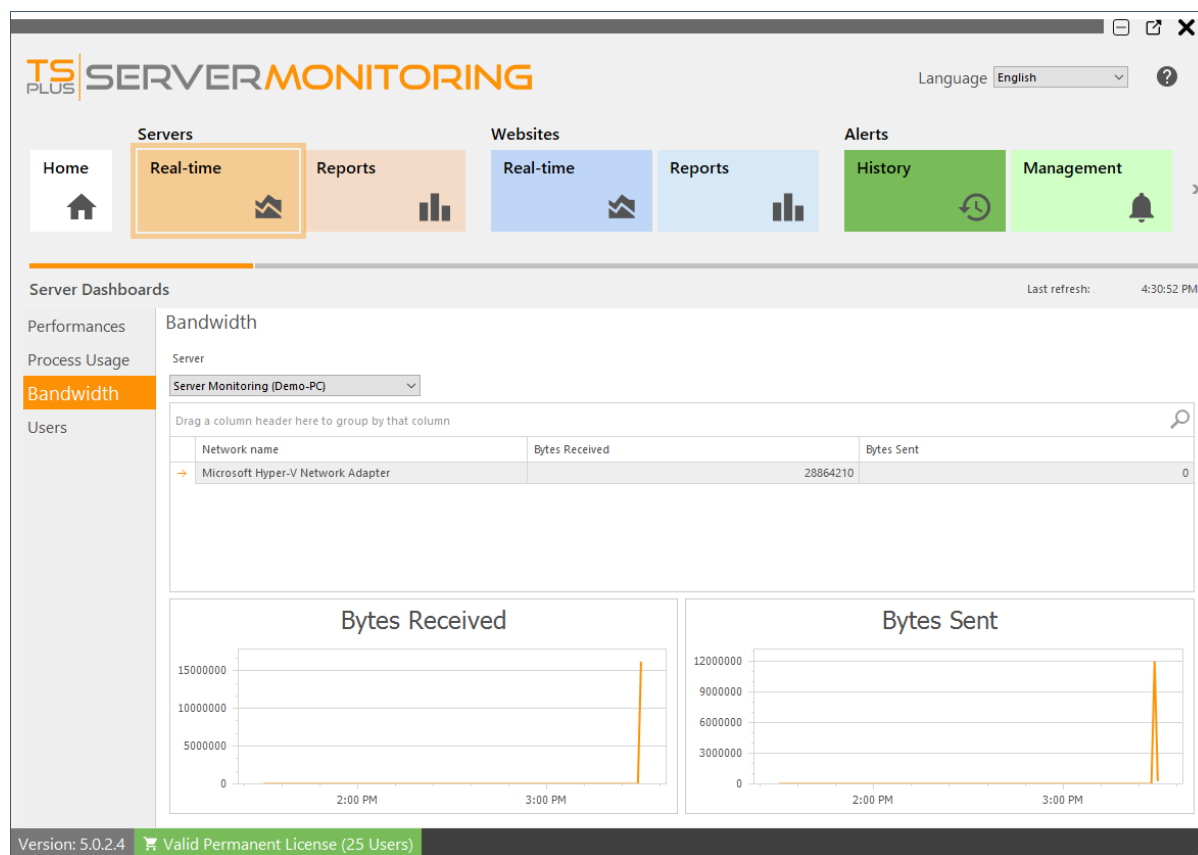 TS PLUS SERVERMONITORING
Language English
Servers
Websites
Alerts
Home
Real-time
Reports
Real-time
Reports
History
Management
Server Dashboards
Last refresh: 4:30:52 PM
Performances
Process Usage
Bandwidth
Users
Bandwidth
Server
Server Monitoring (Demo-PC)
Drag a column header here to group by that column
Network name Bytes Received Bytes Sent
Microsoft Hyper-V Network Adapter 28864210 0
Bytes Received
15000000
10000000
5000000
0
2:00 PM 3:00 PM
Bytes Sent
12000000
9000000
6000000
3000000
0
2:00 PM 3:00 PM
Version: 5.0.2.4 Valid Permanent License (25 Users)